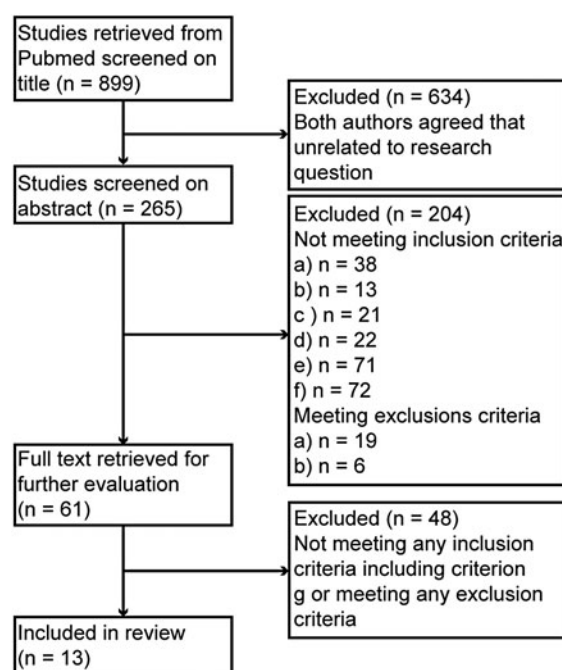 Studies retrieved from
Pubmed screened on
title (n = 899)
Excluded (n = 634)
Both authors agreed that
unrelated to research
question
Studies screened on
abstract (n = 265)
Excluded (n = 204)
Not meeting inclusion criteria
a) n = 38
b) n = 13
c ) n = 21
d) n = 22
e) n = 71
f) n = 72
Meeting exclusions criteria
a) n = 19
b) n = 6
Full text retrieved for
further evaluation
(n = 61)
Excluded (n = 48)
Not meeting any inclusion
criteria including criterion
g or meeting any exclusion
criteria
Included in review
(n = 13)